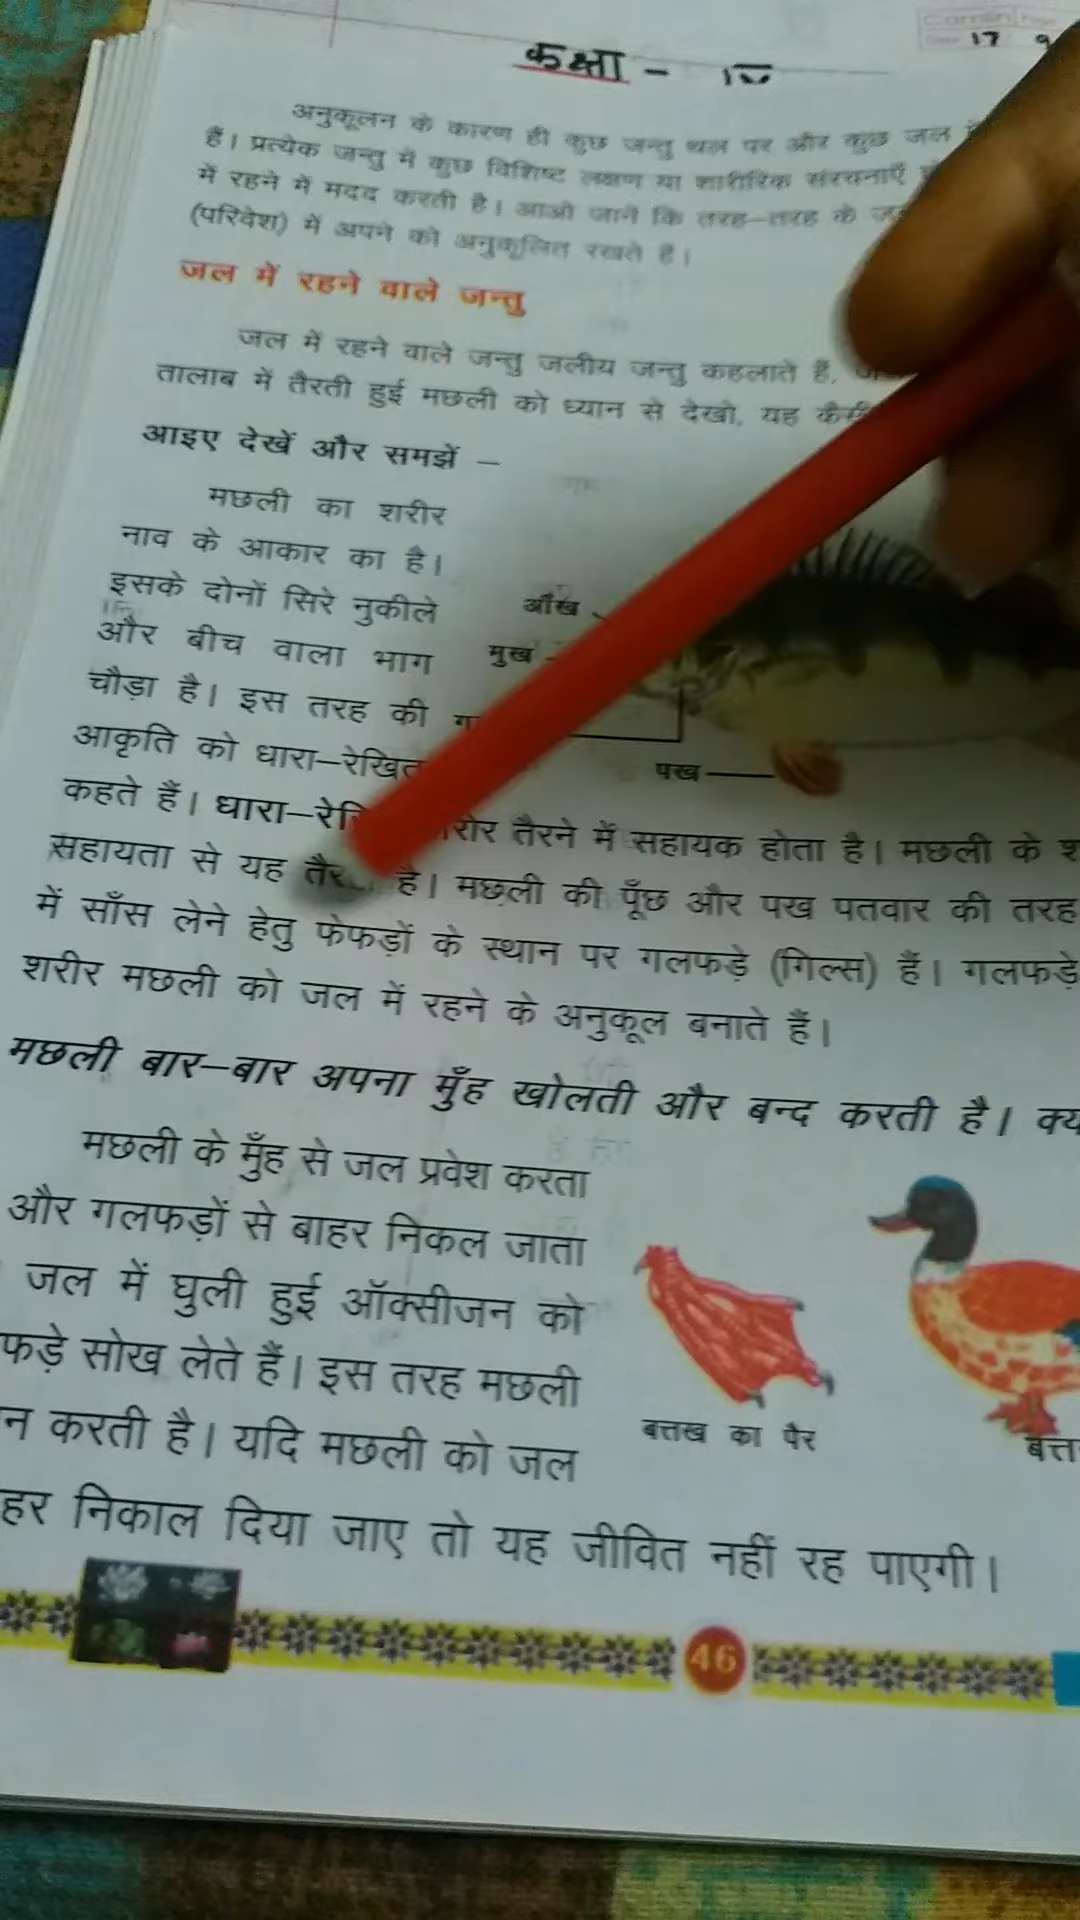 कक्षा - IV
17
अनुकूलन के कारण ही कुछ जन्तु थल पर और कुछ जल
हैं। प्रत्येक जन्तु में कुछ विशिष्ट लक्षण या शारीरिक संरचनाएँ
में रहने में मदद करती है। आओ जानें कि तरह–तरह के
(परिवेश) में अपने को अनुकूलित रखते हैं।
जल में रहने वाले जन्तु
जल में रहने वाले जन्तु जलीय जन्तु कहलाते हैं,
तालाब में तैरती हुई मछली को ध्यान से देखो, यह
आइए देखें और समझें –
मछली का शरीर
नाव के आकार का है।
इसके दोनों सिरे नुकीले
और बीच वाला भाग
चौड़ा है। इस तरह की
आकृति को धारा–रेखित
कहते हैं। धारा–रे तैरने में सहायक होता है। मछली के
सहायता से यह है। मछली की पूँछ और पख पतवार की तरह
में साँस लेने हेतु फेफड़ों के स्थान पर गलफड़े (गिल्स) हैं। गलफड़े
शरीर मछली को जल में रहने के अनुकूल बनाते हैं।
आँख
मुख
पख
मछली बार–बार अपना मुँह खोलती और बन्द करती है। क्य
मछली के मुँह से जल प्रवेश करता
और गलफड़ों से बाहर निकल जाता
जल में घुली हुई ऑक्सीजन को
फड़े सोख लेते हैं। इस तरह मछली
न करती है। यदि मछली को जल
हर निकाल दिया जाए तो यह जीवित नहीं रह पाएगी।
बत्तख का पैर
बत्त
46